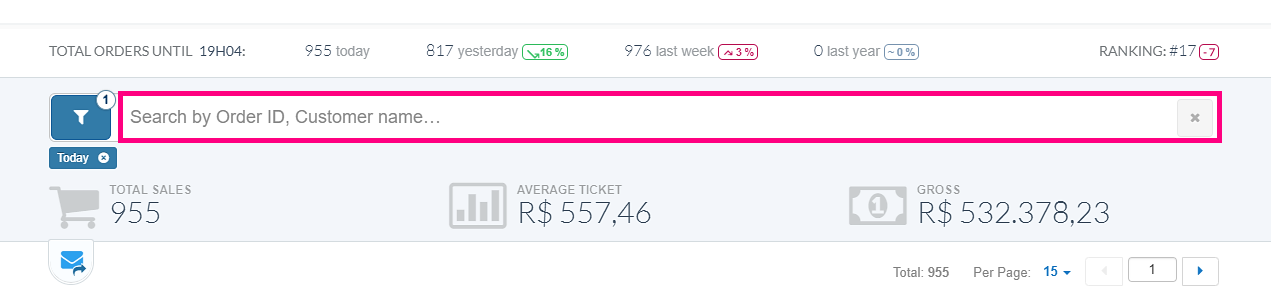 TOTAL ORDERS UNTIL 19H04: 955 today 817 yesterday 16 % 976 last week 3 % 0 last year ~ 0 % RANKING: #17 - 7
1
Search by Order ID, Customer name…
Today
TOTAL SALES AVERAGE TICKET GROSS
955 R$ 557,46 R$ 532.378,23
Total: 955 Per Page: 15 1